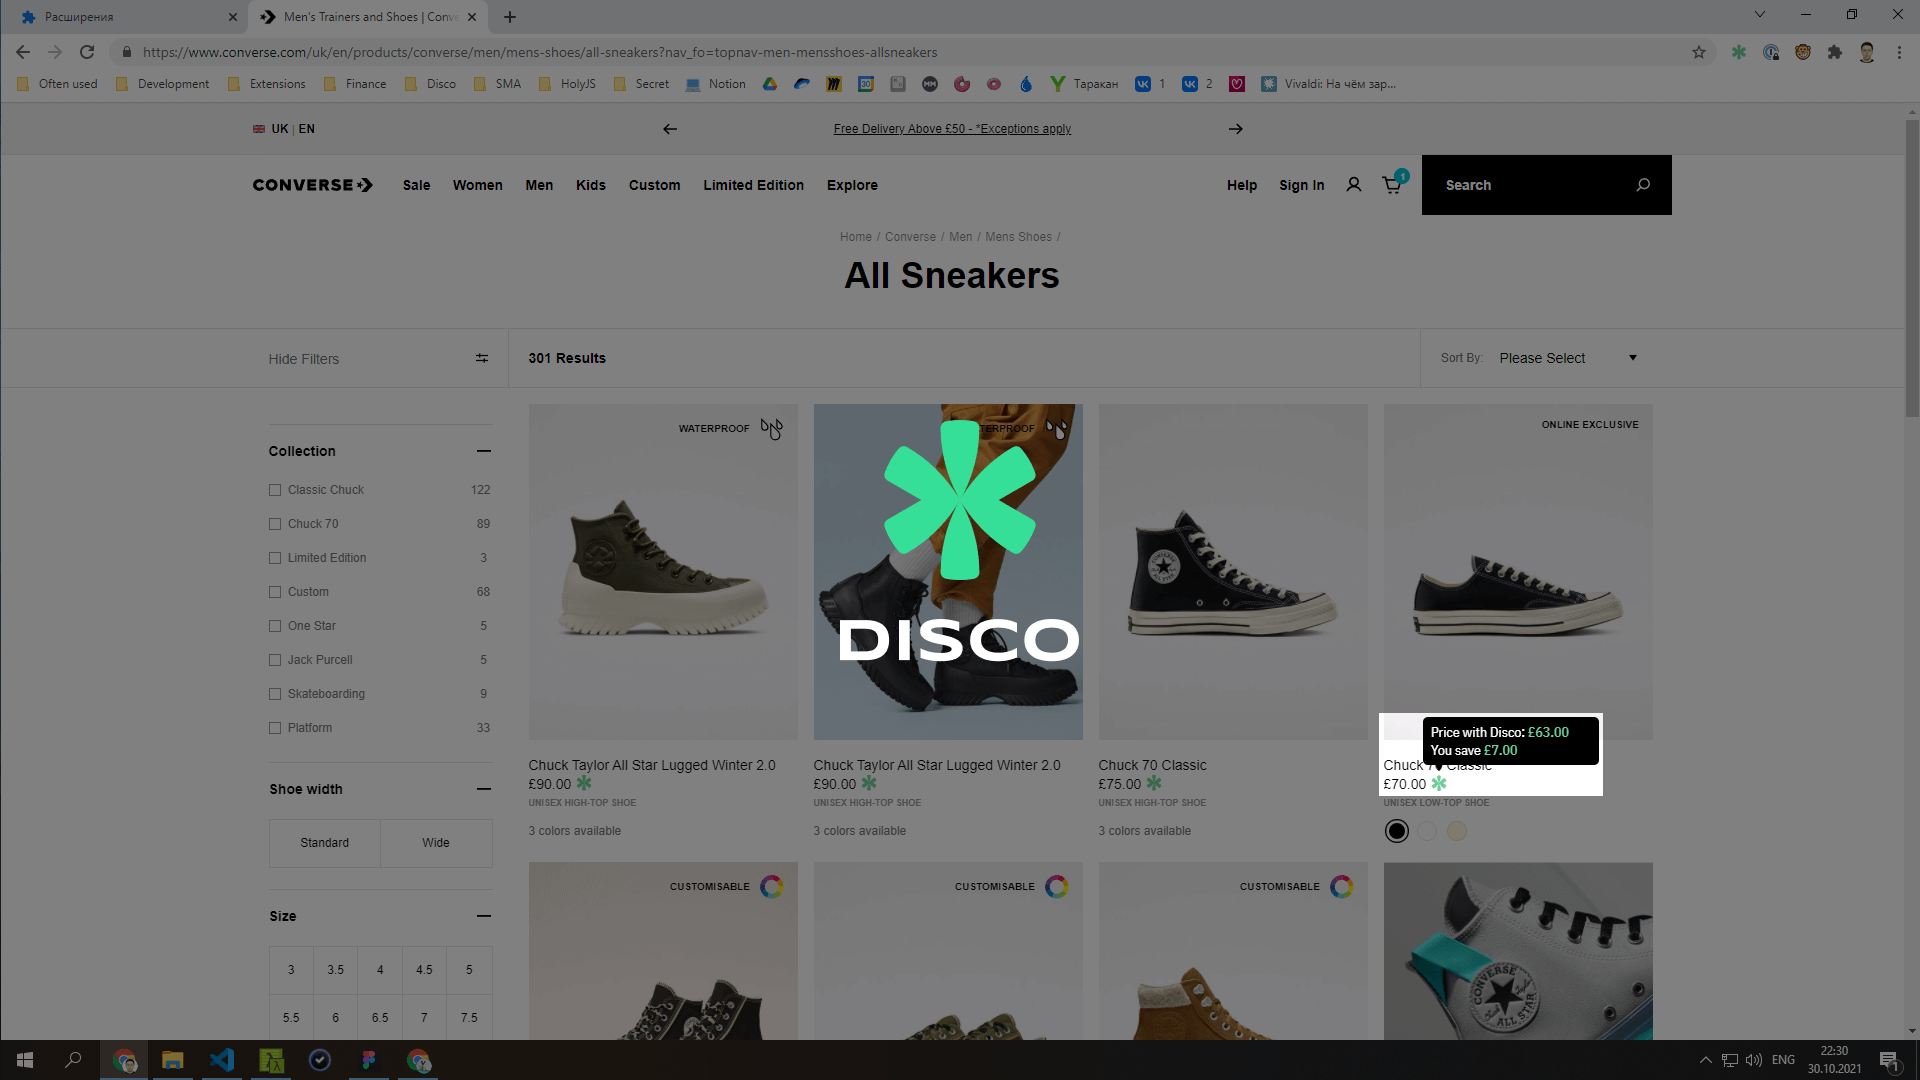 Расширения
Men's Trainers and Shoes | Conve
https://www.converse.com/uk/en/products/converse/men/mens-shoes/all-sneakers?nav_fo=topnav-men-mensshoes-allsneakers
Often used Development Extensions Finance Disco SMA HolyJS Secret Notion Таракан 1 2 Vivaldi: На чём зар...
UK | EN
Free Delivery Above £50 - *Exceptions apply
CONVERSE Sale Women Men Kids Custom Limited Edition Explore Help Sign In 1 Search
Home / Converse / Men / Mens Shoes /
All Sneakers
Hide Filters
301 Results
Sort By: Please Select
Collection
Classic Chuck 122
Chuck 70 89
Limited Edition 3
Custom 68
One Star 5
Jack Purcell 5
Skateboarding 9
Platform 33
Shoe width
Standard Wide
Size
3 3.5 4 4.5 5
5.5 6 6.5 7 7.5
WATERPROOF
TERPROOF
ONLINE EXCLUSIVE
DISCO
Price with Disco: £63.00
You save £7.00
Chuck Taylor All Star Lugged Winter 2.0
£90.00
UNISEX HIGH-TOP SHOE
3 colors available
Chuck Taylor All Star Lugged Winter 2.0
£90.00
UNISEX HIGH-TOP SHOE
3 colors available
Chuck 70 Classic
£75.00
UNISEX HIGH-TOP SHOE
3 colors available
Chuck 70 Classic
£70.00
UNISEX LOW-TOP SHOE
CUSTOMISABLE
CUSTOMISABLE
CUSTOMISABLE
CONVERSE
ALL STAR
ENG
22:30
30.10.2021
1